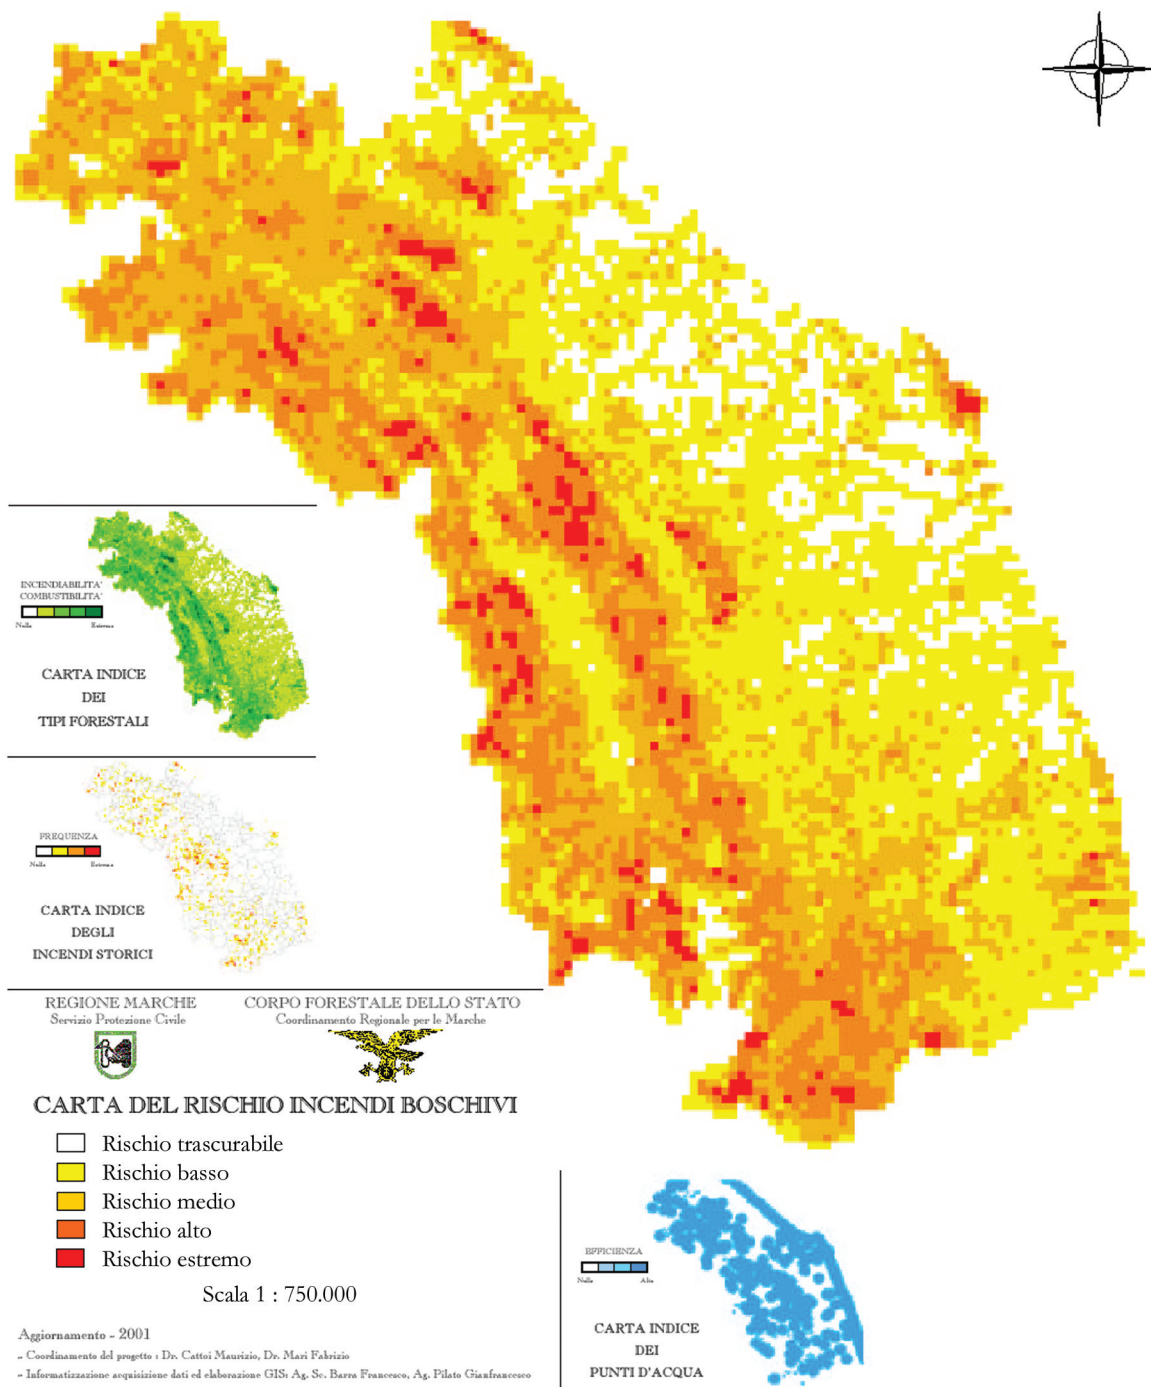 INCENDIABILITA'
COMBUSTIBILITA'
Nulla Estrema
CARTA INDICE
DEI
TIPI FORESTALI
FREQUENZA
Nulla Estrema
CARTA INDICE
DEGLI
INCENDI STORICI
REGIONE MARCHE
Servizio Protezione Civile
CORPO FORESTALE DELLO STATO
Coordinamento Regionale per le Marche
CARTA DEL RISCHIO INCENDI BOSCHIVI
Rischio trascurabile
Rischio basso
Rischio medio
Rischio alto
Rischio estremo
Scala 1 : 750.000
Aggiornamento - 2001
- Coordinamento del progetto : Dr. Cattoi Maurizio, Dr. Mari Fabrizio
- Informatizzazione acquisizione dati ed elaborazione GIS: Ag. Sc. Barra Francesco, Ag. Pilato Gianfrancesco
EFFICIENZA
Nulla Alta
CARTA INDICE
DEI
PUNTI D'ACQUA